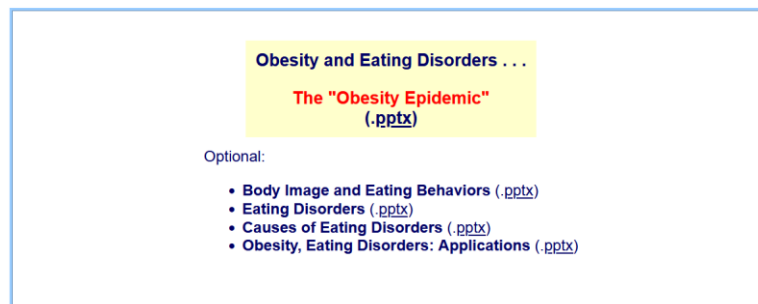 Obesity and Eating Disorders . . .
The "Obesity Epidemic"
(.pptx)
Optional:
• Body Image and Eating Behaviors (.pptx)
• Eating Disorders (.pptx)
• Causes of Eating Disorders (.pptx)
• Obesity, Eating Disorders: Applications (.pptx)